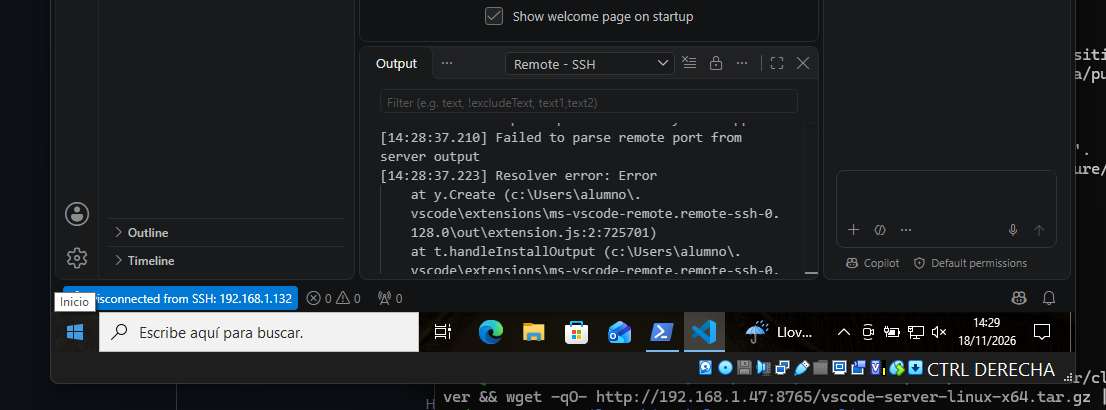 Show welcome page on startup
Output
Remote - SSH
Filter (e.g. text, !excludeText, text1,text2)
[14:28:37.210] Failed to parse remote port from
server output
[14:28:37.223] Resolver error: Error
at y.Create (c:\Users\alumno\.
vscode\extensions\ms-vscode-remote.remote-ssh-0.
128.0\out\extension.js:2:725701)
at t.handleInstallOutput (c:\Users\alumno\.
vscode\extensions\ms-vscode-remote.remote-ssh-0.
Outline
Timeline
Copilot
Default permissions
Disconnected from SSH: 192.168.1.132
0
0
0
Inicio
Escribe aquí para buscar.
Llov...
14:29
18/11/2026
CTRL DERECHA
siti
a/pu
'.
ure/
ar/cl
ver && wget -qO- http://192.168.1.47:8765/vscode-server-linux-x64.tar.gz |